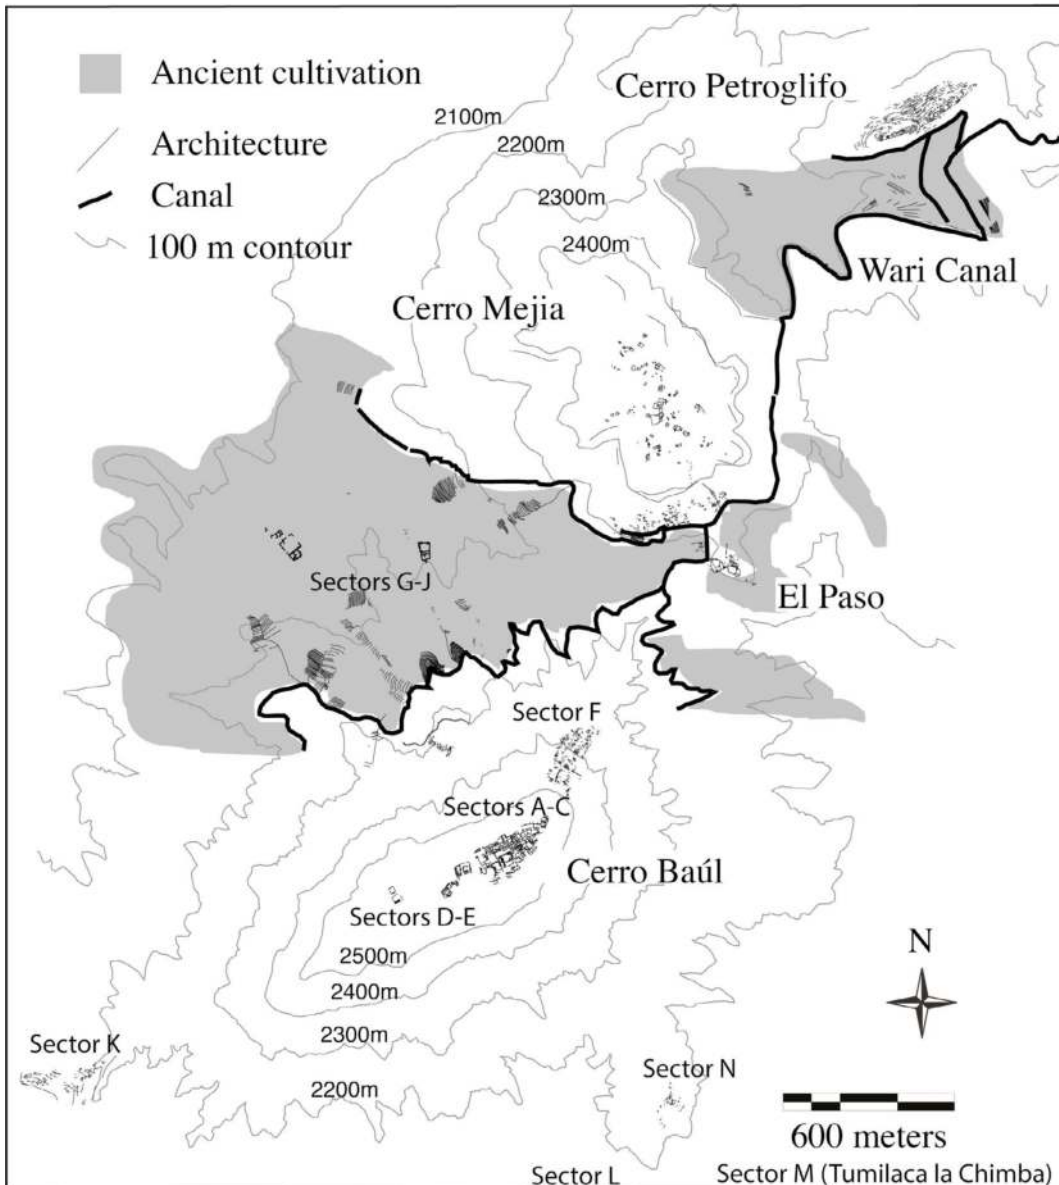 Ancient cultivation
Architecture
Canal
100 m contour
Cerro Petroglifo
2100m
2200m
2300m
2400m
Wari Canal
Cerro Mejia
Sectors G-J
El Paso
Sector F
Sectors A-C
Cerro Baúl
Sectors D-E
2500m
2400m
2300m
2200m
N
Sector K
Sector N
600 meters
Sector L
Sector M (Tumilaca la Chimba)